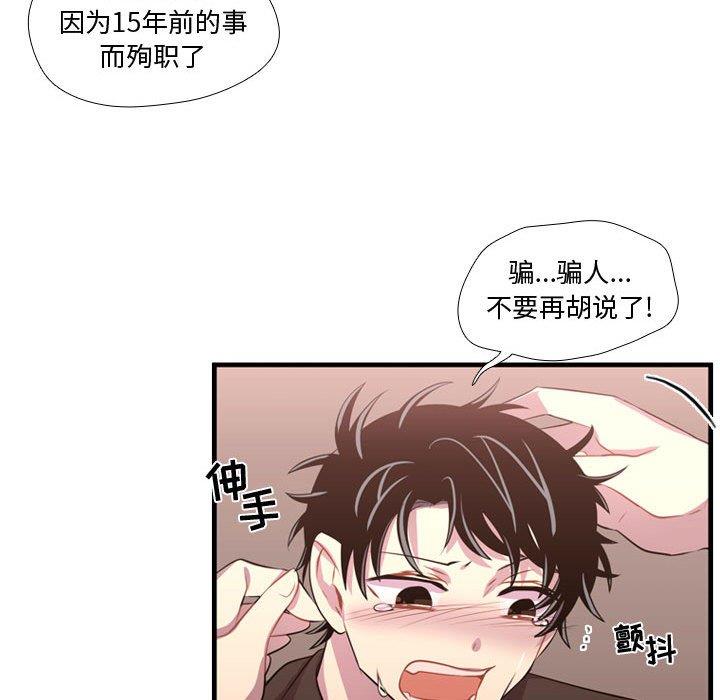 因为15年前的事
而殉职了
骗...骗人...
不要再胡说了!
伸手
颤抖